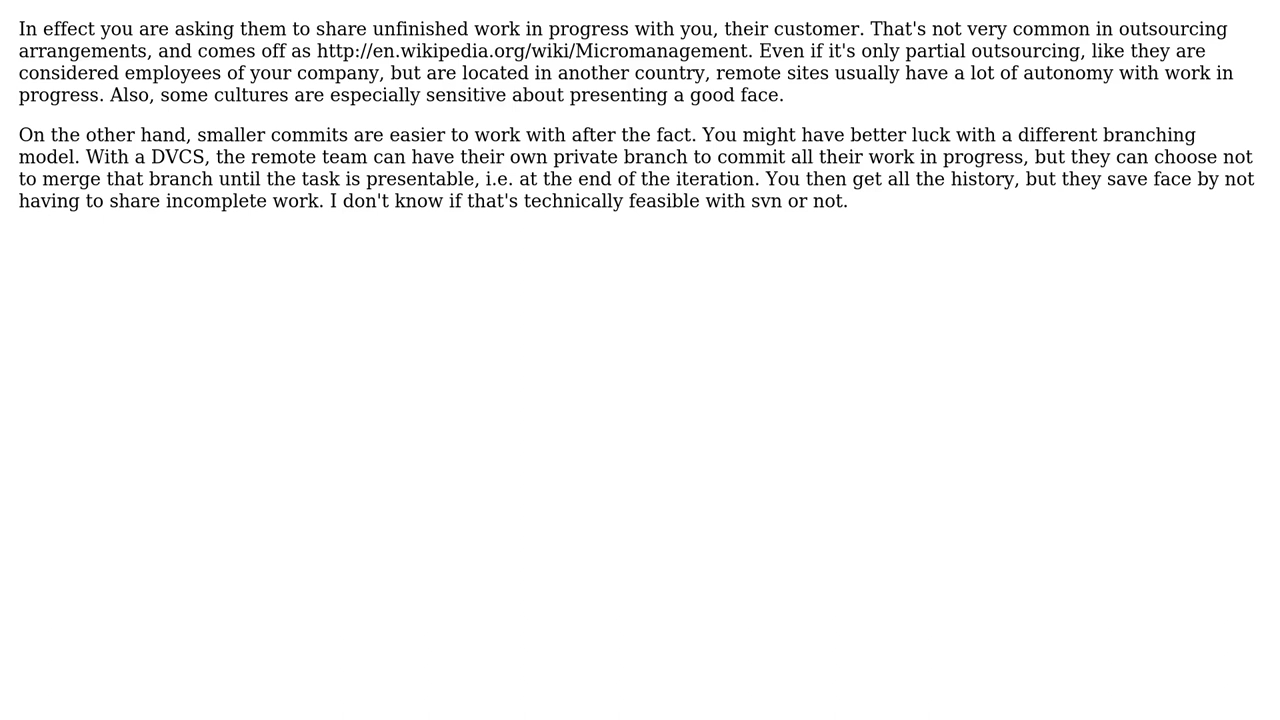 In effect you are asking them to share unfinished work in progress with you, their customer. That's not very common in outsourcing
arrangements, and comes off as http://en.wikipedia.org/wiki/Micromanagement. Even if it's only partial outsourcing, like they are
considered employees of your company, but are located in another country, remote sites usually have a lot of autonomy with work in
progress. Also, some cultures are especially sensitive about presenting a good face.
On the other hand, smaller commits are easier to work with after the fact. You might have better luck with a different branching
model. With a DVCS, the remote team can have their own private branch to commit all their work in progress, but they can choose not
to merge that branch until the task is presentable, i.e. at the end of the iteration. You then get all the history, but they save face by not
having to share incomplete work. I don't know if that's technically feasible with svn or not.